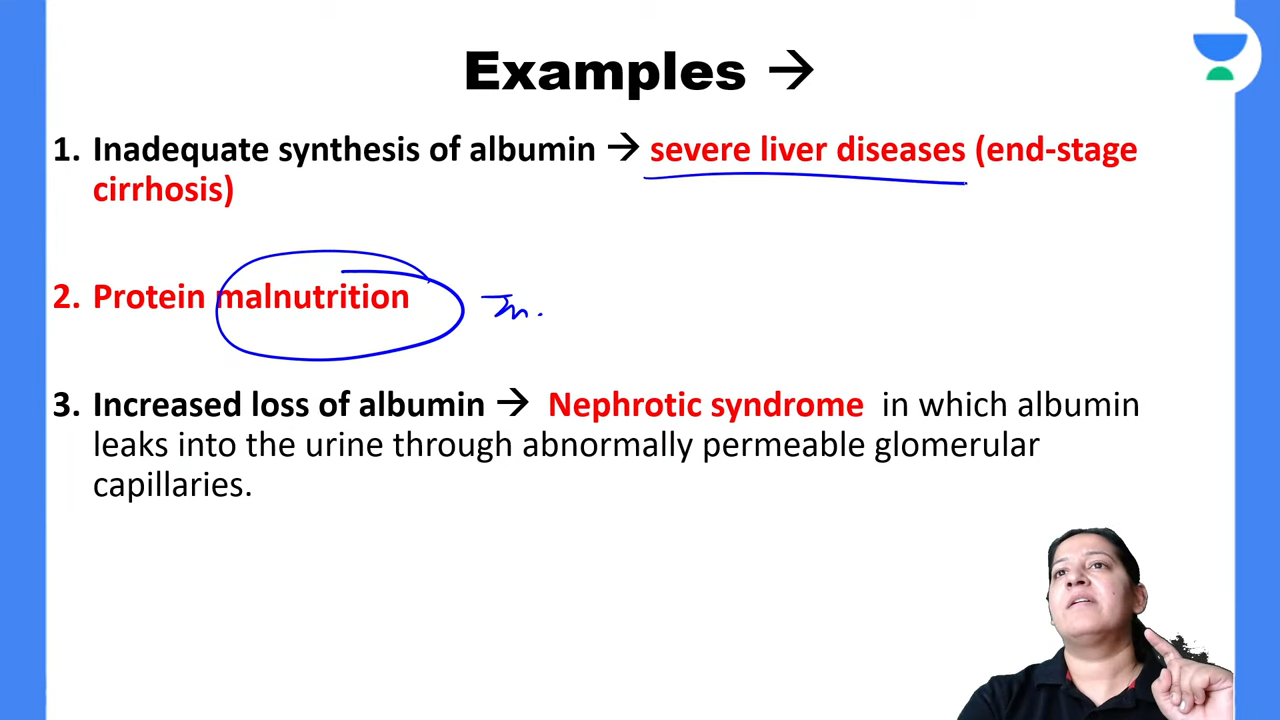 Examples →
1. Inadequate synthesis of albumin → severe liver diseases (end-stage
cirrhosis)
2. Protein malnutrition
3. Increased loss of albumin → Nephrotic syndrome in which albumin
leaks into the urine through abnormally permeable glomerular
capillaries.